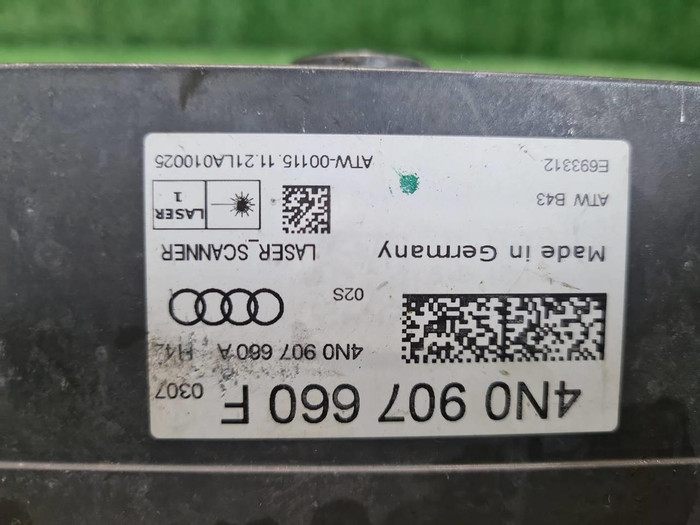 4N0 907 660 F 0307
4N0 907 660 A H4
02S
Made in Germany LASER_SCANNER
ATW B43
LASER
1
E693312 ATW-00115.11.21LA010025